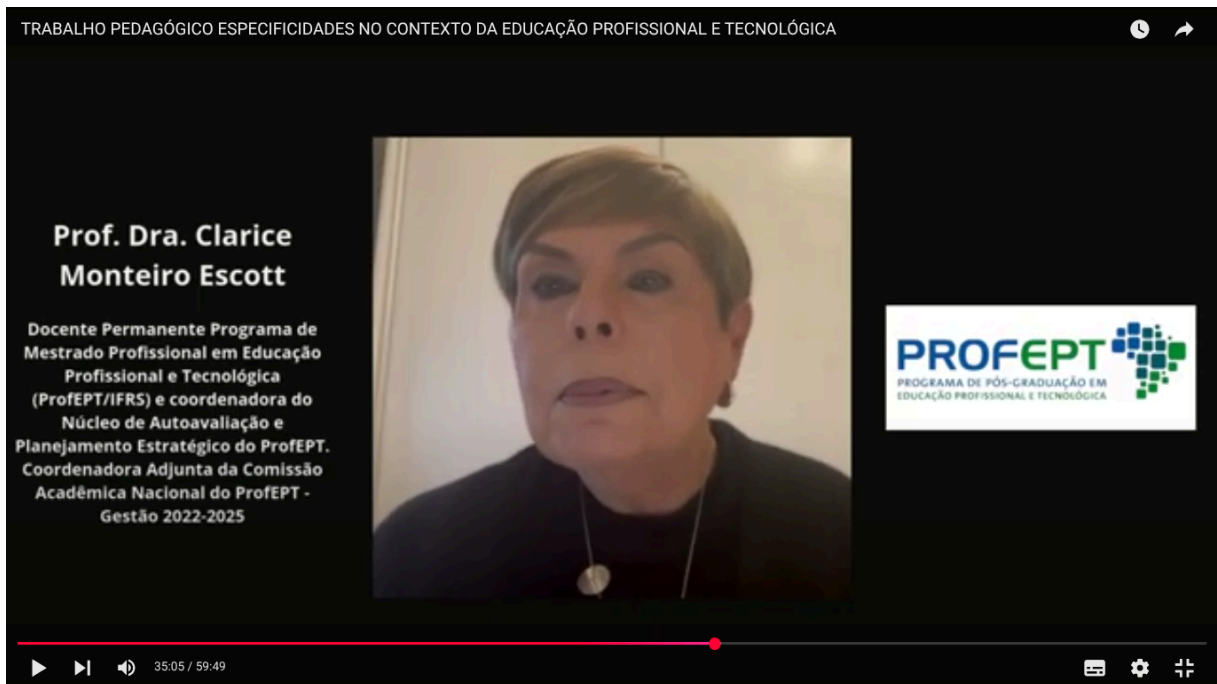 TRABALHO PEDAGÓGICO ESPECIFICIDADES NO CONTEXTO DA EDUCAÇÃO PROFISSIONAL E TECNOLÓGICA
Prof. Dra. Clarice
Monteiro Escott
Docente Permanente Programa de
Mestrado Profissional em Educação
Profissional e Tecnológica
(ProfEPT/IFRS) e coordenadora do
Núcleo de Autoavaliação e
Planejamento Estratégico do ProfEPT.
Coordenadora Adjunta da Comissão
Acadêmica Nacional do ProfEPT -
Gestão 2022-2025
PROFEPT
PROGRAMA DE PÓS-GRADUAÇÃO EM
EDUCAÇÃO PROFISSIONAL E TECNOLÓGICA
35:05 / 59:49